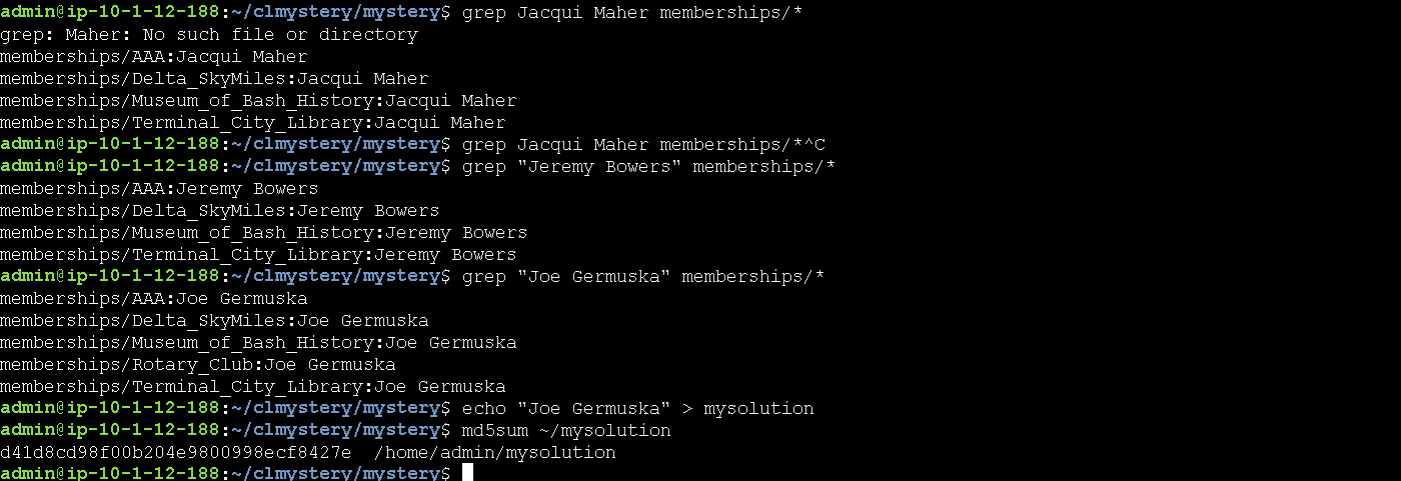 admin@ip-10-1-12-188:~/clmystery/mystery$ grep Jacqui Maher memberships/*
grep: Maher: No such file or directory
memberships/AAA:Jacqui Maher
memberships/Delta_SkyMiles:Jacqui Maher
memberships/Museum_of_Bash_History:Jacqui Maher
memberships/Terminal_City_Library:Jacqui Maher
admin@ip-10-1-12-188:~/clmystery/mystery$ grep Jacqui Maher memberships/*^C
admin@ip-10-1-12-188:~/clmystery/mystery$ grep "Jeremy Bowers" memberships/*
memberships/AAA:Jeremy Bowers
memberships/Delta_SkyMiles:Jeremy Bowers
memberships/Museum_of_Bash_History:Jeremy Bowers
memberships/Terminal_City_Library:Jeremy Bowers
admin@ip-10-1-12-188:~/clmystery/mystery$ grep "Joe Germuska" memberships/*
memberships/AAA:Joe Germuska
memberships/Delta_SkyMiles:Joe Germuska
memberships/Museum_of_Bash_History:Joe Germuska
memberships/Rotary_Club:Joe Germuska
memberships/Terminal_City_Library:Joe Germuska
admin@ip-10-1-12-188:~/clmystery/mystery$ echo "Joe Germuska" > mysolution
admin@ip-10-1-12-188:~/clmystery/mystery$ md5sum ~/mysolution
d41d8cd98f00b204e9800998ecf8427e  /home/admin/mysolution
admin@ip-10-1-12-188:~/clmystery/mystery$